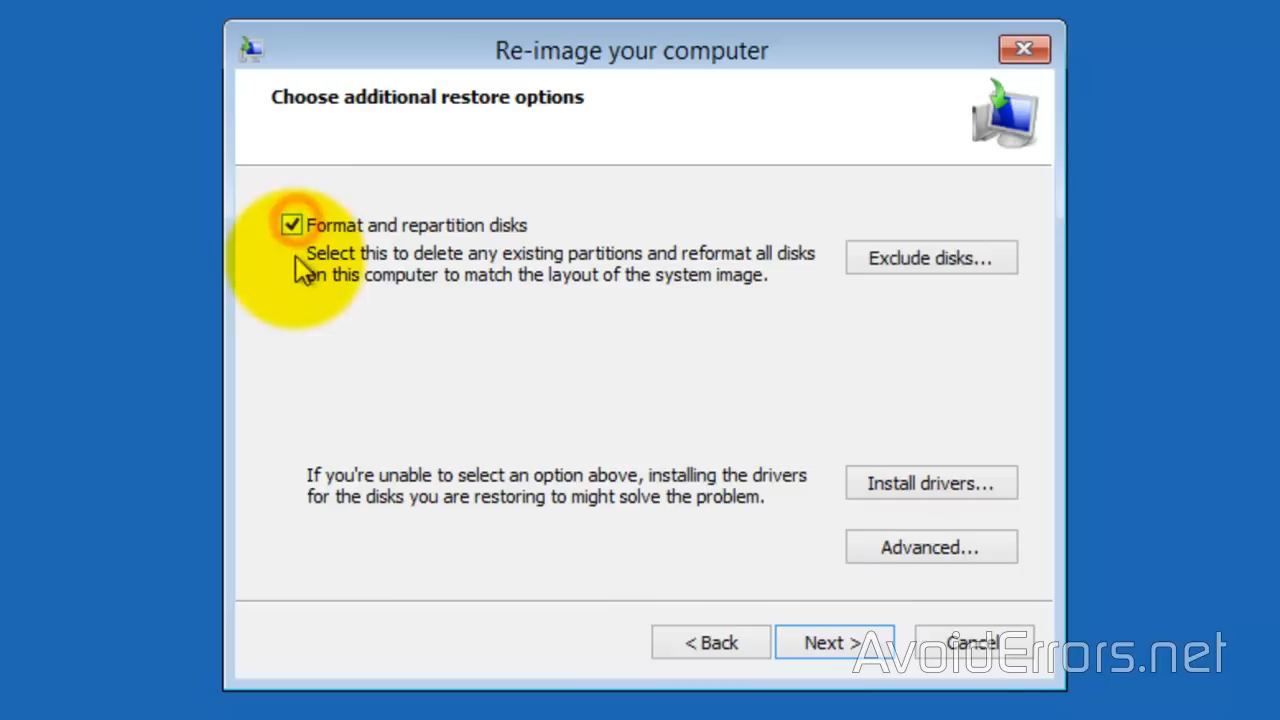 Re-image your computer
Choose additional restore options
Format and repartition disks
Select this to delete any existing partitions and reformat all disks
on this computer to match the layout of the system image.
Exclude disks...
If you're unable to select an option above, installing the drivers
for the disks you are restoring to might solve the problem.
Install drivers...
Advanced...
< Back
Next >
Cancel
AvoidErrors.net